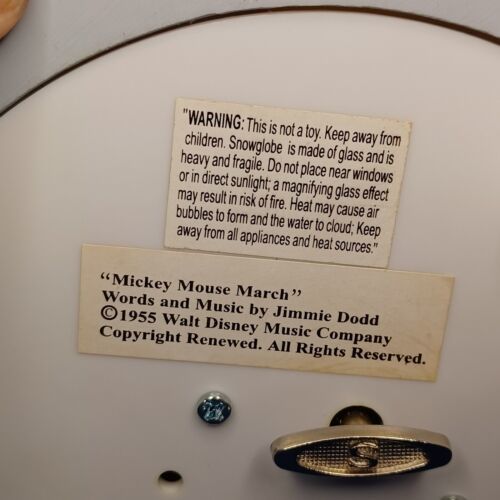 "WARNING: This is not a toy. Keep away from
children. Snowglobe is made of glass and is
heavy and fragile. Do not place near windows
or in direct sunlight; a magnifying glass effect
may result in risk of fire. Heat may cause air
bubbles to form and the water to cloud; Keep
away from all appliances and heat sources."
“Mickey Mouse March”
Words and Music by Jimmie Dodd
©1955 Walt Disney Music Company
Copyright Renewed. All Rights Reserved.
S